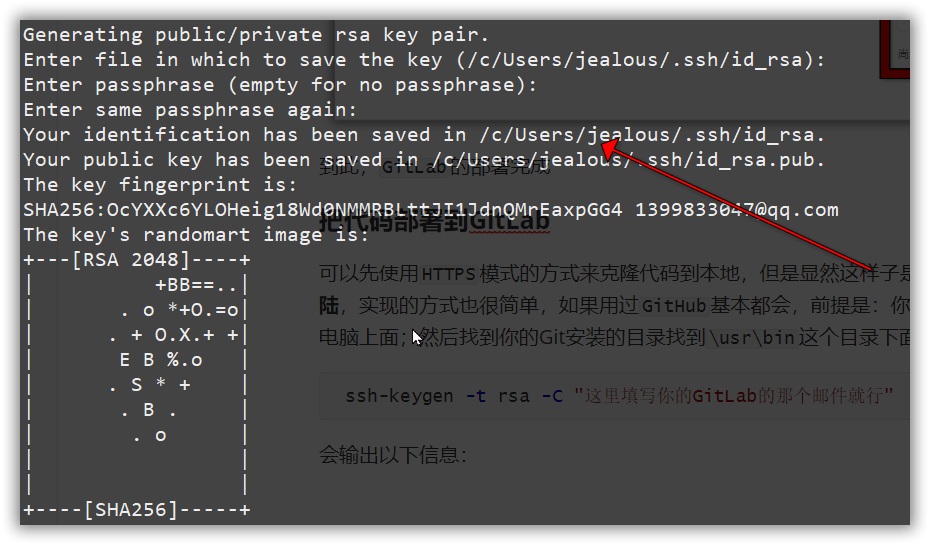 Generating public/private rsa key pair.
Enter file in which to save the key (/c/Users/jealous/.ssh/id_rsa):
Enter passphrase (empty for no passphrase):
Enter same passphrase again:
Your identification has been saved in /c/Users/jealous/.ssh/id_rsa.
Your public key has been saved in /c/Users/jealous/.ssh/id_rsa.pub.
到此，GitLab的部署完成
The key fingerprint is:
SHA256:OcYXXc6YLOHeig18Wd0NMMRBLttJI1JdnQMrEaxpGG4 1399833047@qq.com
把代码部署到GitLab
The key's randomart image is:
+---[RSA 2048]----+
|          +BB==..|
|       . o *+O.=o|
|      . + O.X.+ +|
|       E B %.o   |
|      . S * +    |
|       . B .     |
|        . o      |
|                 |
|                 |
+----[SHA256]-----+
可以先使用HTTPS模式的方式来克隆代码到本地，但是显然这样子是
陆，实现的方式也很简单，如果用过GitHub基本都会，前提是：你
电脑上面；然后找到你的Git安装的目录找到\usr\bin这个目录下面
ssh-keygen -t rsa -C "这里填写你的GitLab的那个邮件就行"
会输出以下信息：